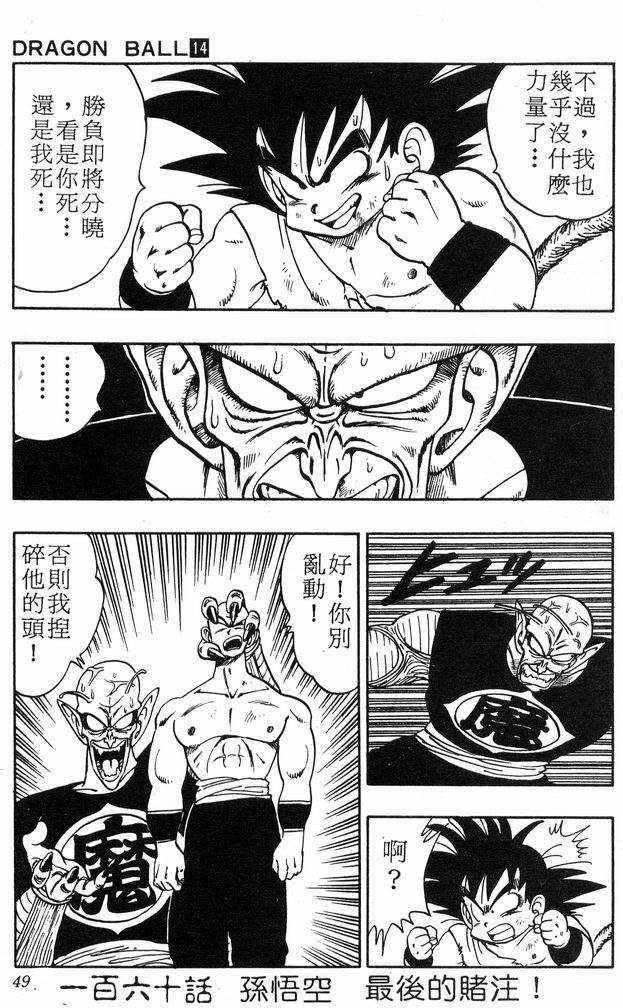 DRAGON BALL 14
不過，我也
幾乎沒什麼
力量了…
勝負即將分曉
，看是你死…
還是我死…
………
………
ヒュッ
魔
啊？
好！你別
亂動！
否則我捏
碎他的頭！
魔
49.
一百六十話 孫悟空 最後的賭注！